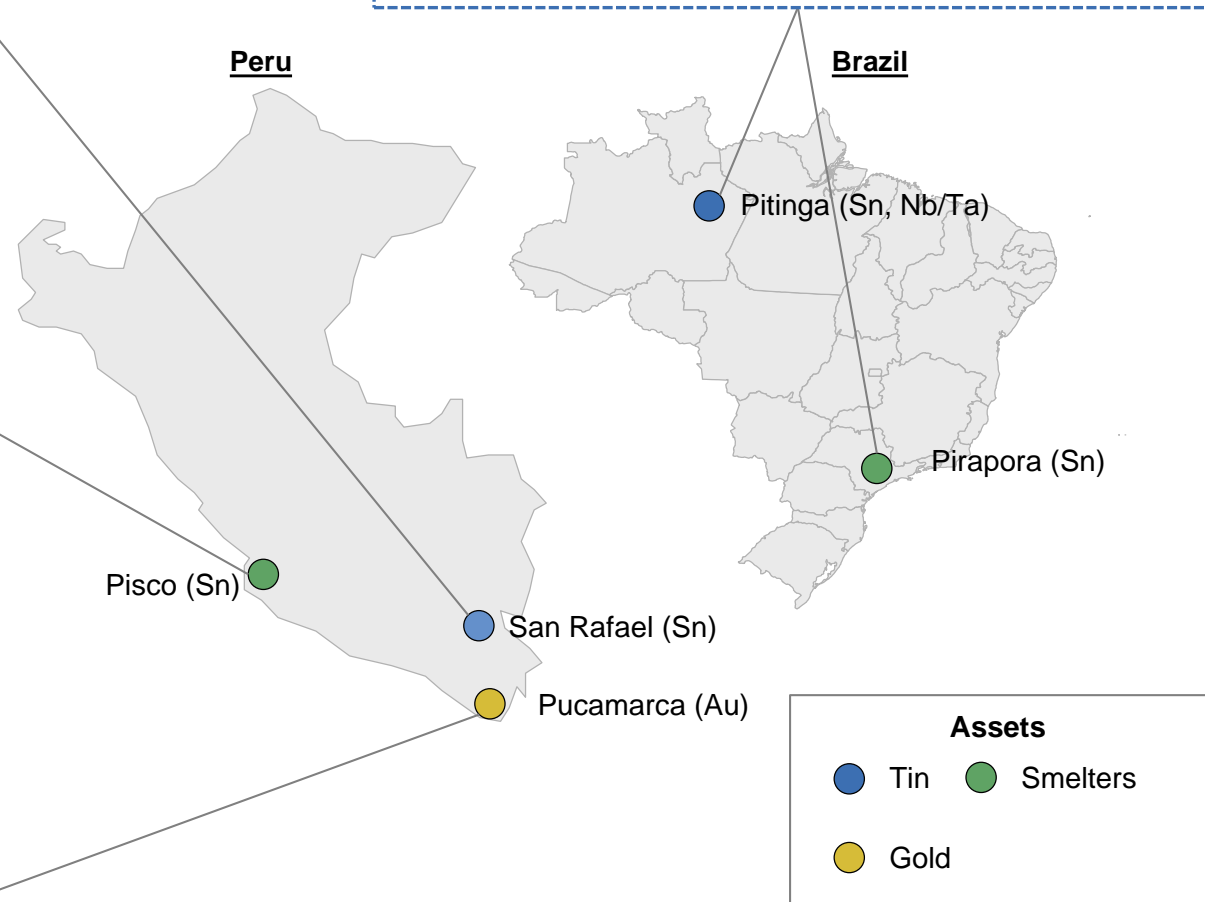 Peru
Brazil
Pitinga (Sn, Nb/Ta)
Pirapora (Sn)
Pisco (Sn)
San Rafael (Sn)
Pucamarca (Au)
Assets
Tin
Smelters
Gold